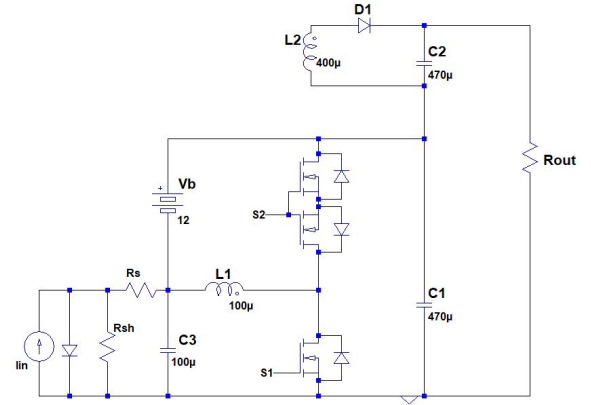 D1
L2
400µ
C2
470µ
Rout
+
Vb
12
S2
Rs
L1
100µ
C1
470µ
Rsh
C3
100µ
Iin
S1